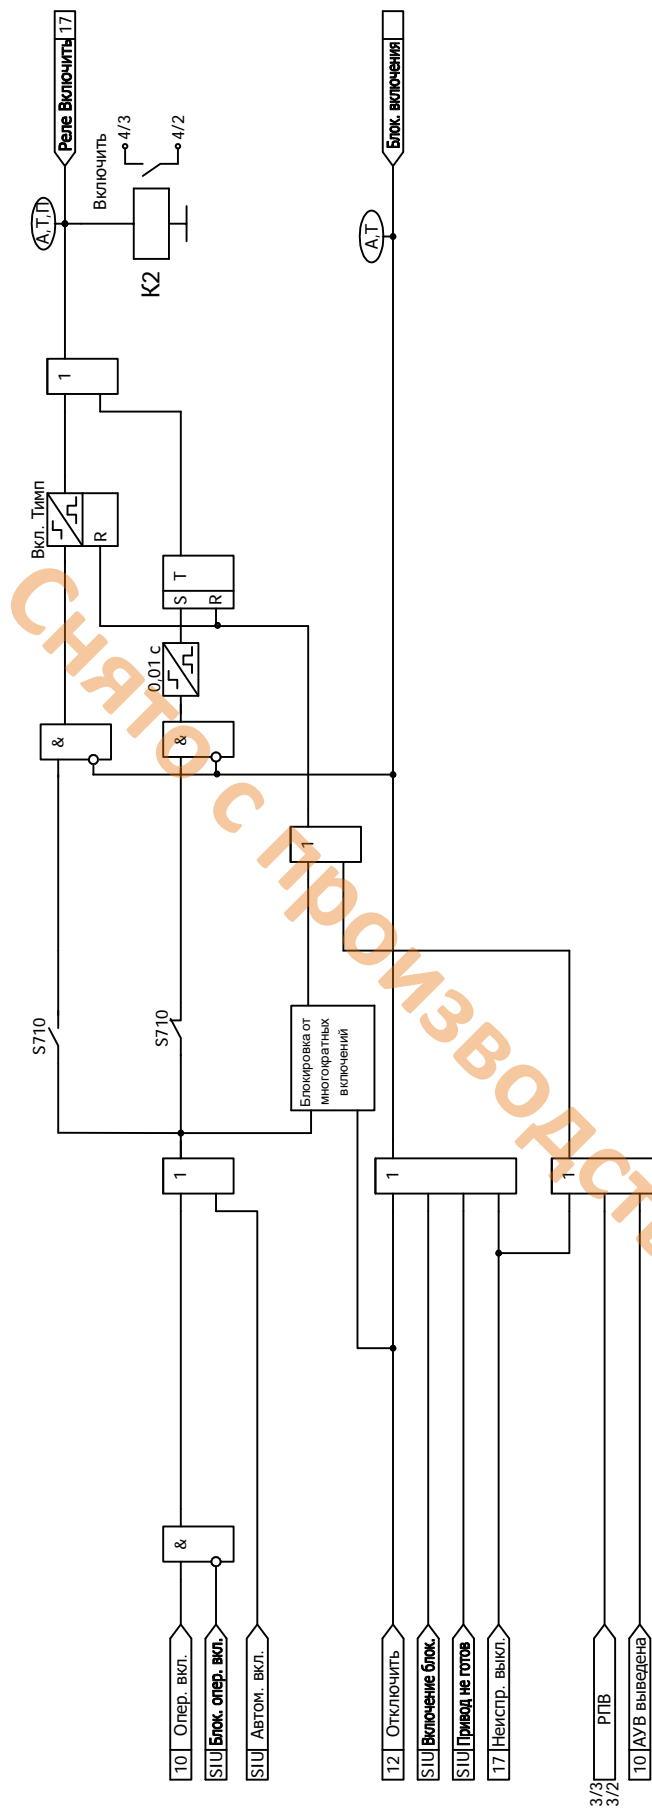 Реле Включить 17
Блок. включения
А,Т,П
А,Т
Включить
4/3
4/2
К2
1
Вкл. Тимп
R
T
S
R
0,01 с
&
&
1
S710
S710
Блокировка от
многократных
включений
1
1
1
&
10 Опер. вкл.
SIU Блок. опер. вкл.
SIU Автом. вкл.
12 Отключить
SIU Включение блок.
SIU Привод не готов
17 Неиспр. выкл.
3/3
3/2
РПВ
10 АУВ выведена
Снято с производств